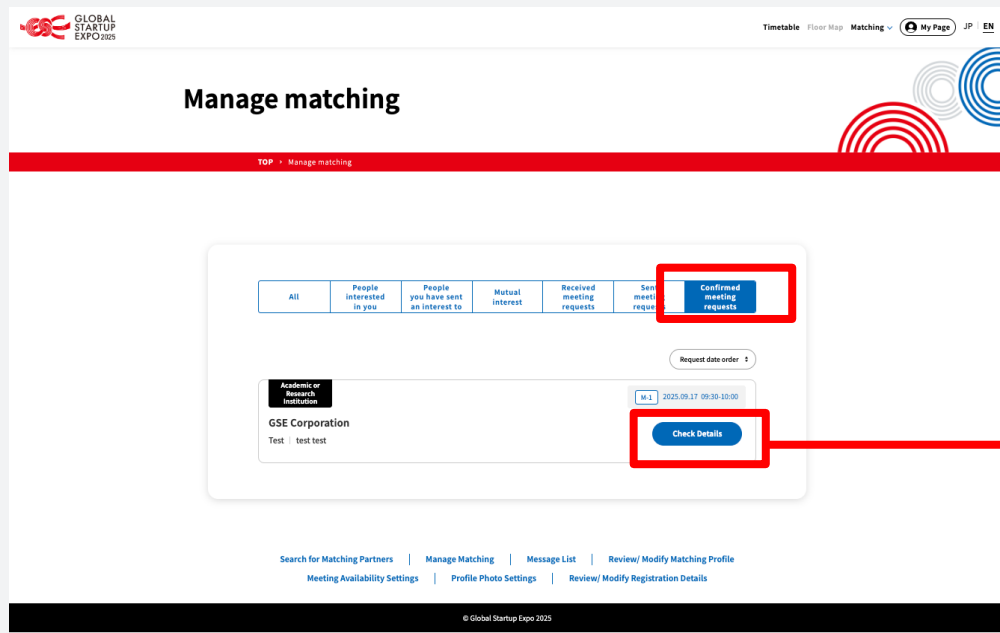 GLOBAL
STARTUP
EXPO2025
Timetable Floor Map Matching My Page JP EN
Manage matching
TOP Manage matching
All
People
interested
in you
People
you have sent
an interest to
Mutual
interest
Received
meeting
requests
Sent
meeting
requests
Confirmed
meeting
requests
Request date order
Academic or
Research
Institution
M-1 2025.09.17 09:30-10:00
GSE Corporation
Test | test test
Check Details
Search for Matching Partners | Manage Matching | Message List | Review/ Modify Matching Profile
Meeting Availability Settings | Profile Photo Settings | Review/ Modify Registration Details
© Global Startup Expo 2025